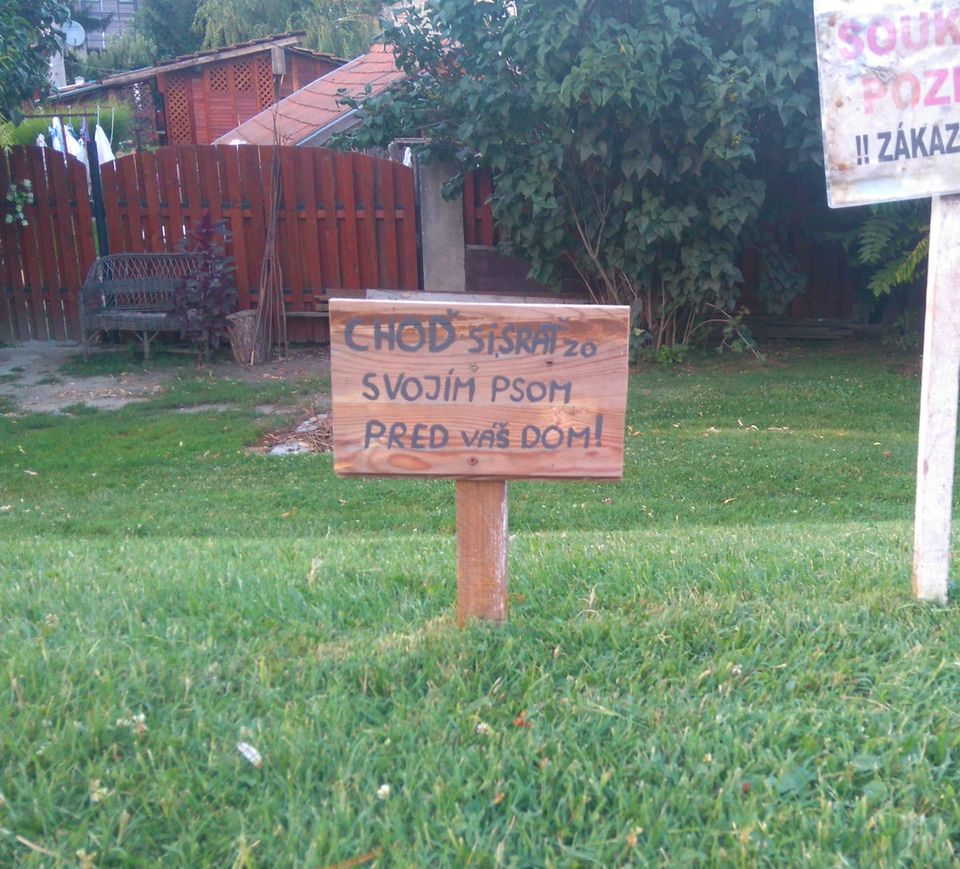 CHOĎ SI SRAŤ ZO
SVOJÍM PSOM
PRED VÁŠ DOM!
SOUK
POZ
!! ZÁKAZ